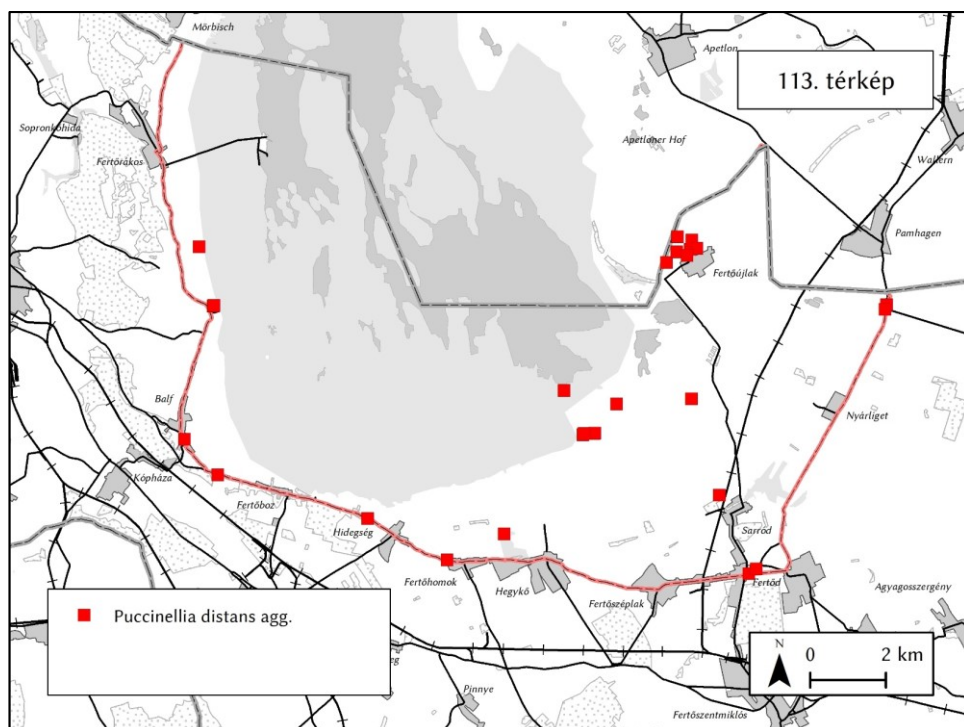 Mörbisch
Apetlon
113. térkép
Sopronkőhida
Apetloner Hof
Wallern
Fertőrákos
Pamhagen
Fertőújlak
Balf
Nyárliget
Kópháza
Fertőboz
Hidegség
Sarród
Fertőhomok
Hegykő
Fertőd
Fertőszéplak
Agyagosszergény
Puccinellia distans agg.
N
0 2 km
Pinnye
Fertőszentmiklós